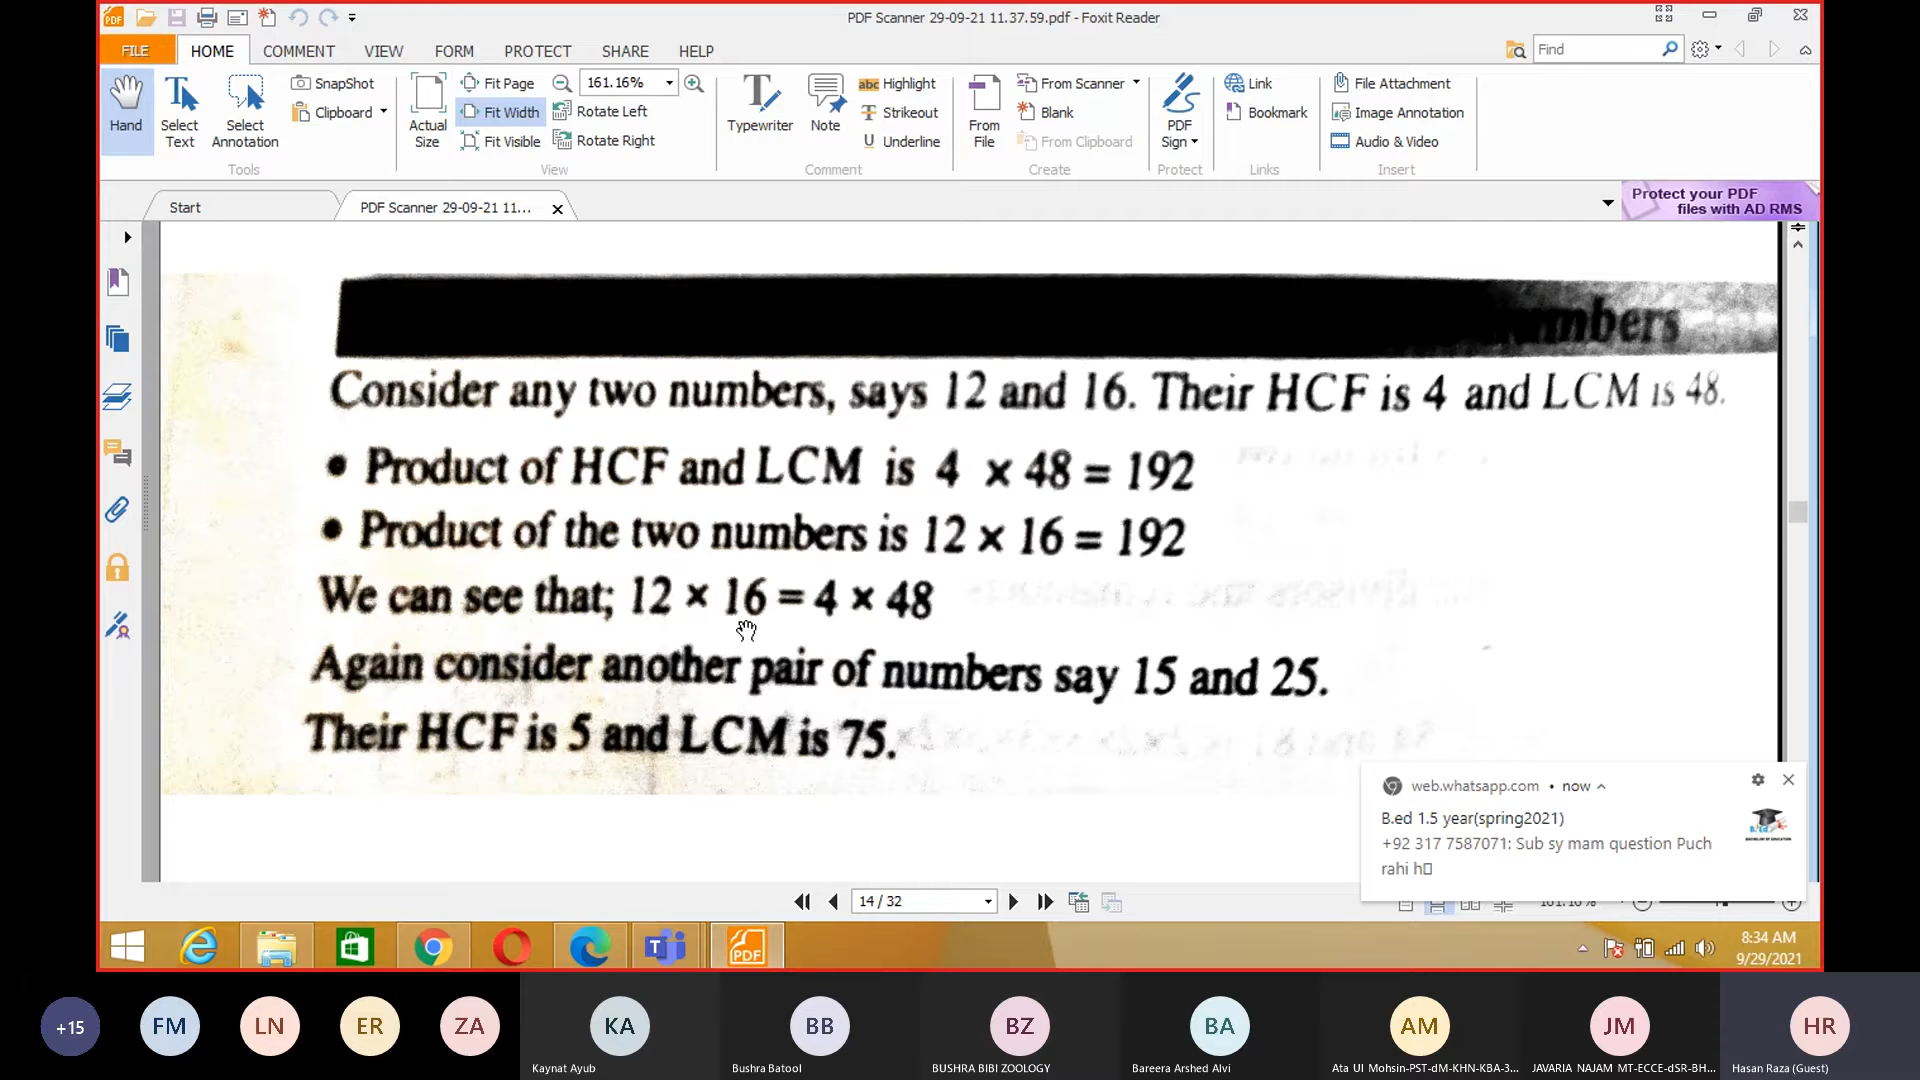 PDF Scanner 29-09-21 11.37.59.pdf - Foxit Reader
FILE HOME COMMENT VIEW FORM PROTECT SHARE HELP Find
SnapShot Fit Page 161.16% abc Highlight From Scanner Link File Attachment
Clipboard Fit Width Rotate Left Strikeout Blank Bookmark Image Annotation
Hand Select Text Select Annotation Actual Size Fit Visible Rotate Right Typewriter Note Underline From File From Clipboard PDF Sign Audio & Video
Tools View Comment Create Protect Links Insert
Start PDF Scanner 29-09-21 11... Protect your PDF
files with AD RMS
Consider any two numbers, says 12 and 16. Their HCF is 4 and LCM is 48.
• Product of HCF and LCM is 4 × 48 = 192
• Product of the two numbers is 12 × 16 = 192
We can see that; 12 × 16 = 4 × 48
Again consider another pair of numbers say 15 and 25.
Their HCF is 5 and LCM is 75.
web.whatsapp.com • now
B.ed 1.5 year(spring2021)
+92 317 7587071: Sub sy mam question Puch
rahi h
14 / 32
8:34 AM
9/29/2021
+15 FM LN ER ZA KA BB BZ BA AM JM HR
Kaynat Ayub Bushra Batool BUSHRA BIBI ZOOLOGY Bareera Arshed Alvi Ata Ul Mohsin-PST-dM-KHN-KBA-3... JAVARIA NAJAM MT-ECCE-dSR-BH... Hasan Raza (Guest)